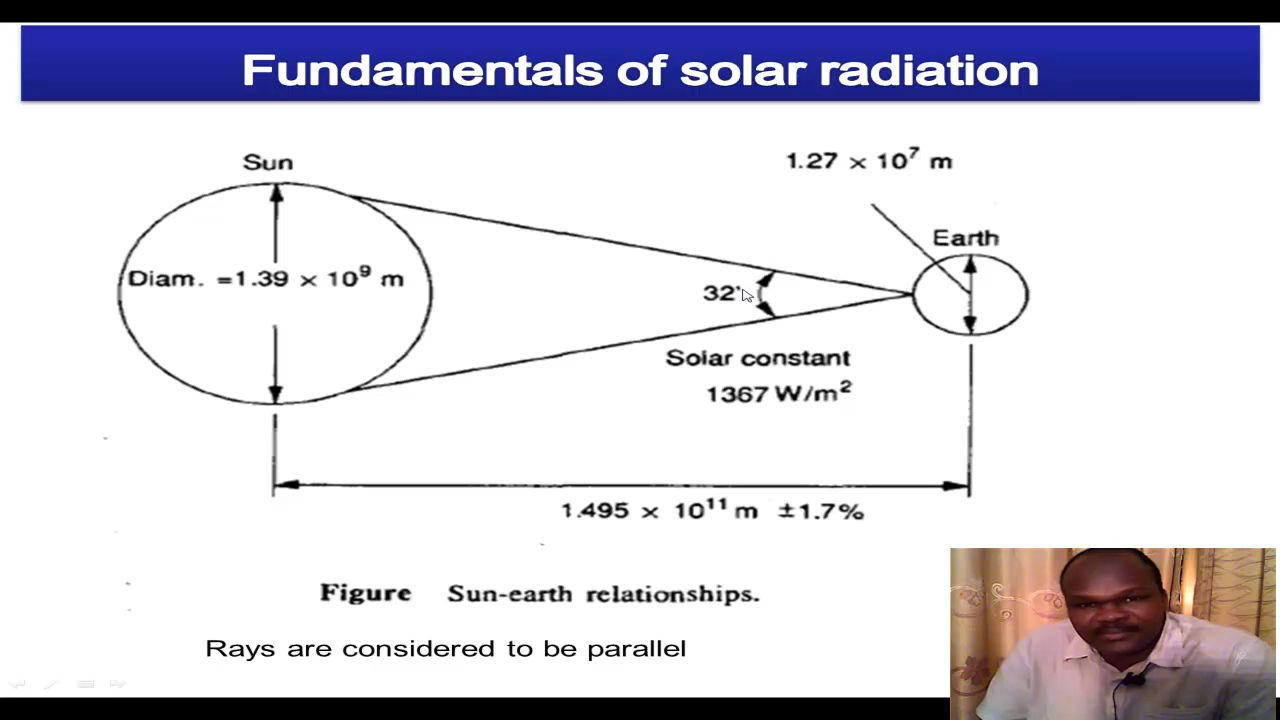 Fundamentals of solar radiation
Sun
1.27 × 10⁷ m
Earth
Diam. =1.39 × 10⁹ m
32'
Solar constant
1367 W/m²
1.495 × 10¹¹ m ±1.7%
Figure Sun-earth relationships.
Rays are considered to be parallel